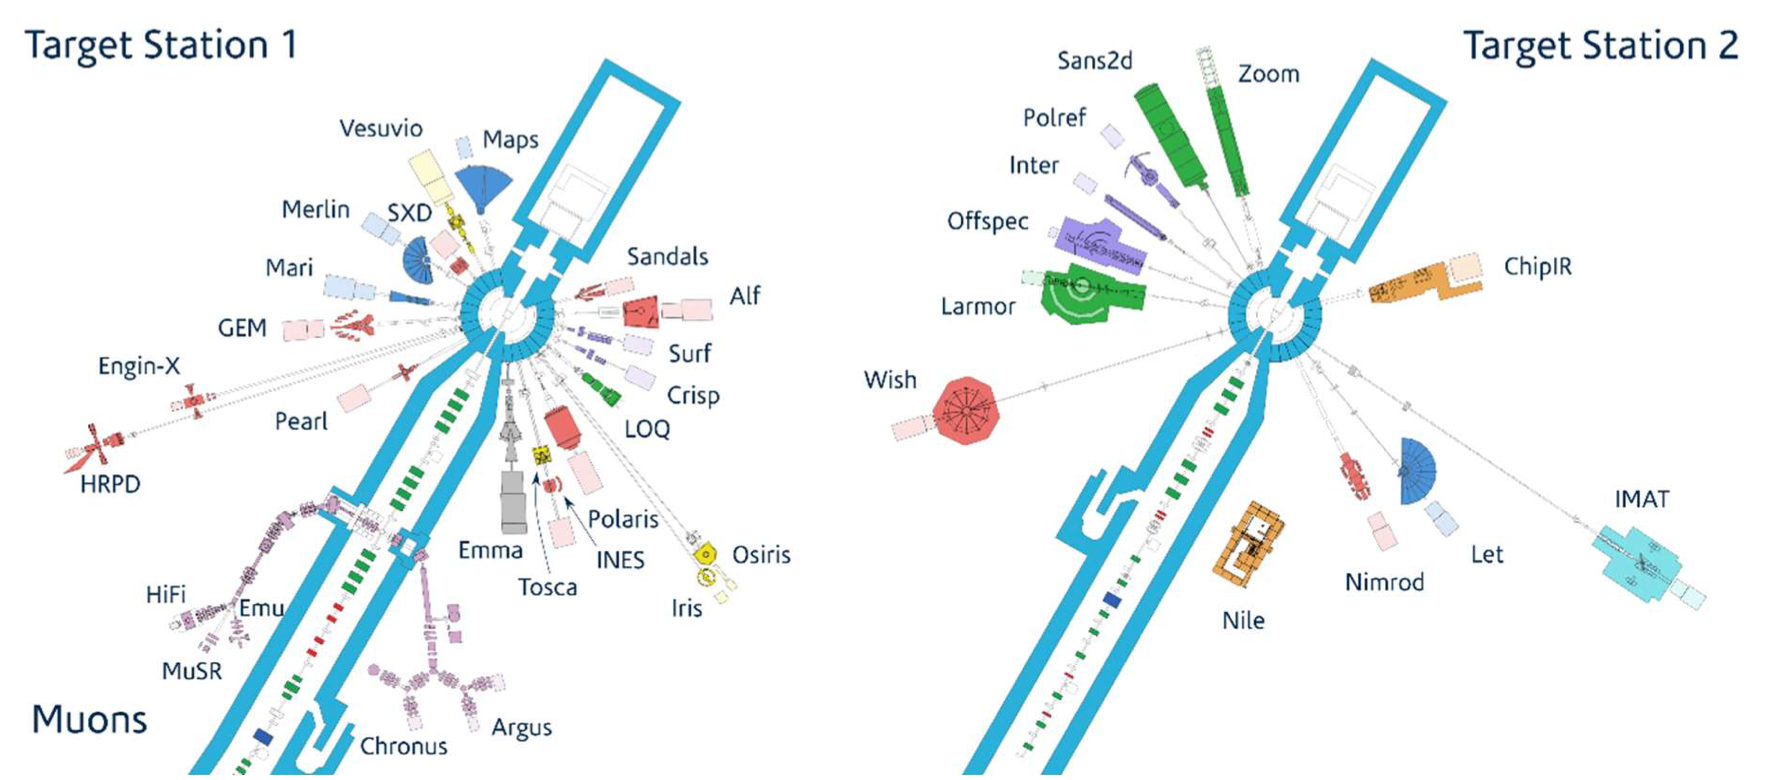 Target Station 1
Vesuvio
Maps
Merlin
SXD
Mari
GEM
Engin-X
Pearl
HRPD
Sandals
Alf
Surf
Crisp
LOQ
Polaris
INES
Emma
Tosca
Osiris
Iris
HiFi
Emu
MuSR
Muons
Chronus
Argus
Target Station 2
Sans2d
Zoom
Polref
Inter
Offspec
Larmor
Wish
ChipIR
IMAT
Let
Nimrod
Nile